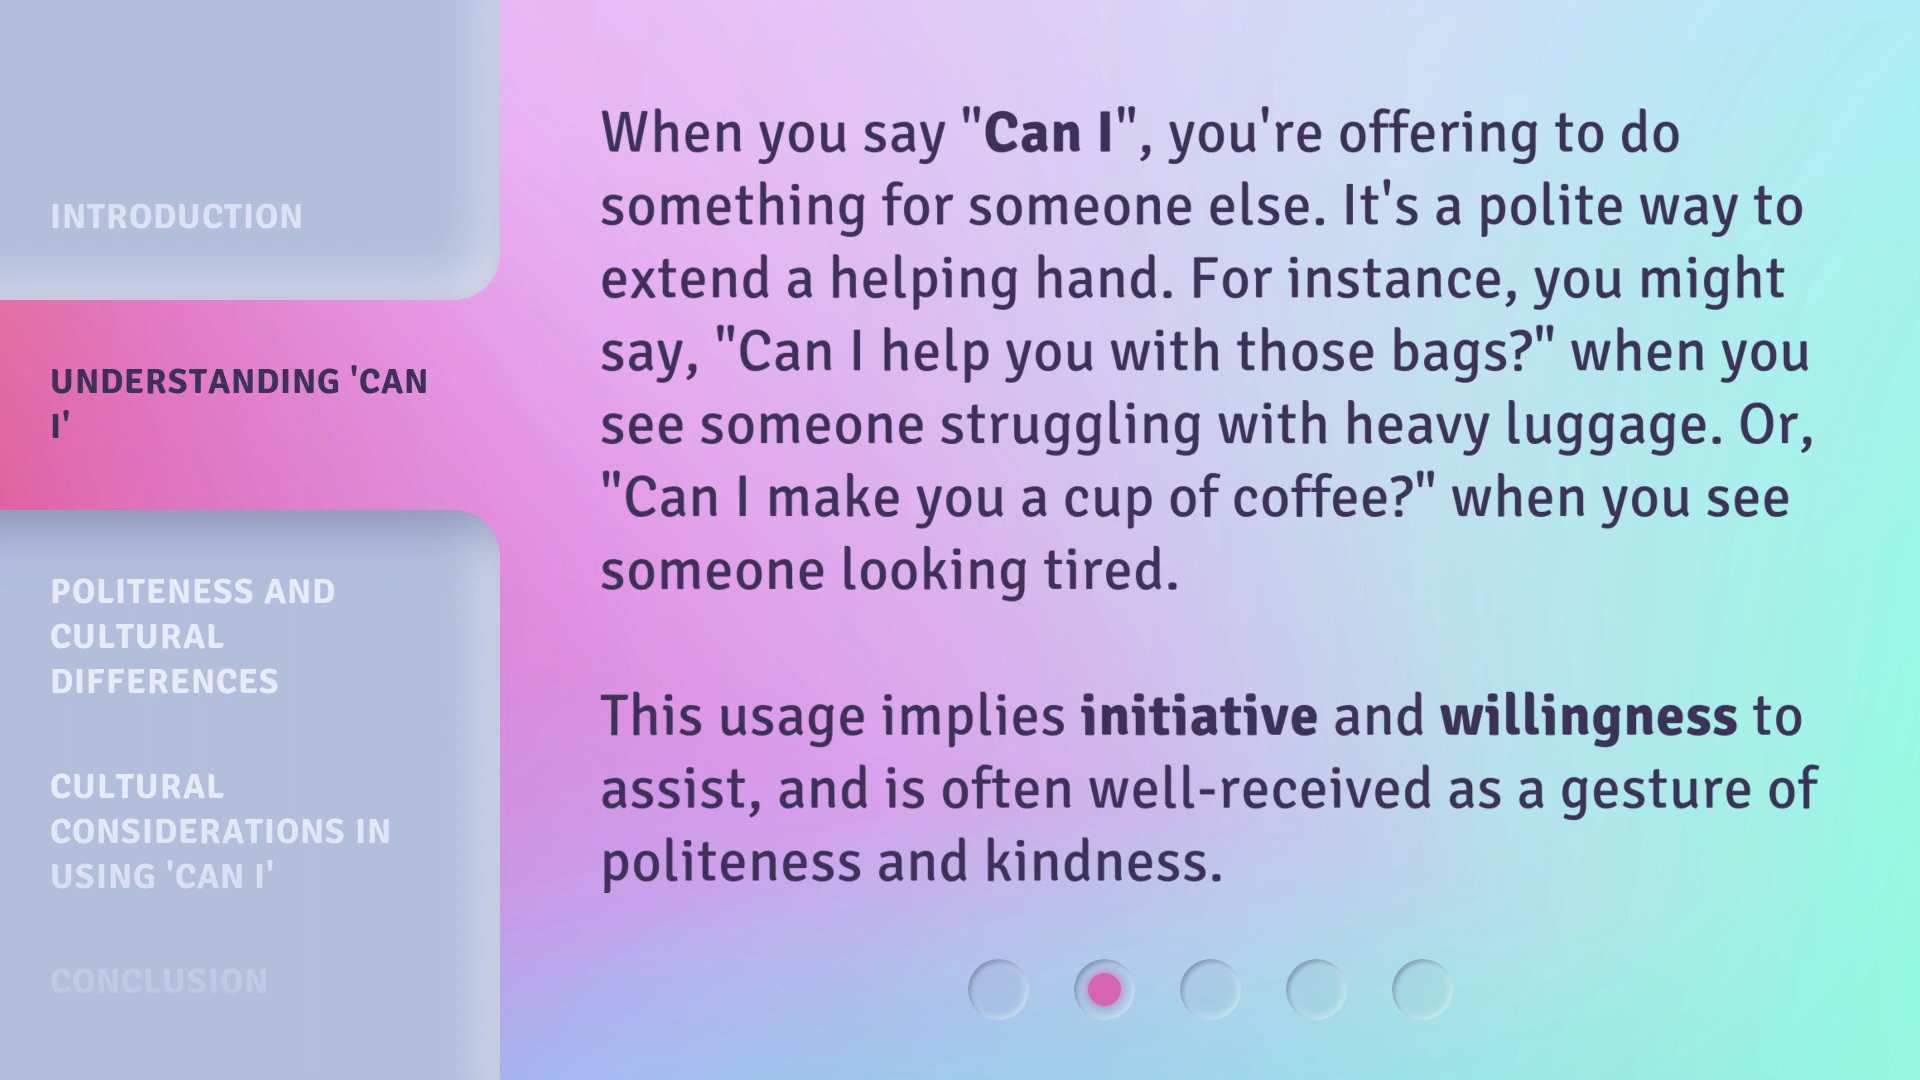 INTRODUCTION
UNDERSTANDING 'CAN
I'
POLITENESS AND
CULTURAL
DIFFERENCES
CULTURAL
CONSIDERATIONS IN
USING 'CAN I'
CONCLUSION
When you say "Can I", you're offering to do
something for someone else. It's a polite way to
extend a helping hand. For instance, you might
say, "Can I help you with those bags?" when you
see someone struggling with heavy luggage. Or,
"Can I make you a cup of coffee?" when you see
someone looking tired.
This usage implies initiative and willingness to
assist, and is often well-received as a gesture of
politeness and kindness.